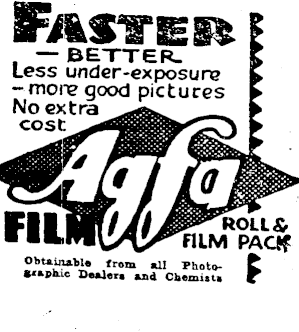 FASTER
— BETTER
Less under-exposure
— more good pictures
No extra
cost
Agfa
FILM
ROLL &
FILM PACK
Obtainable from all Photo-
graphic Dealers and Chemists